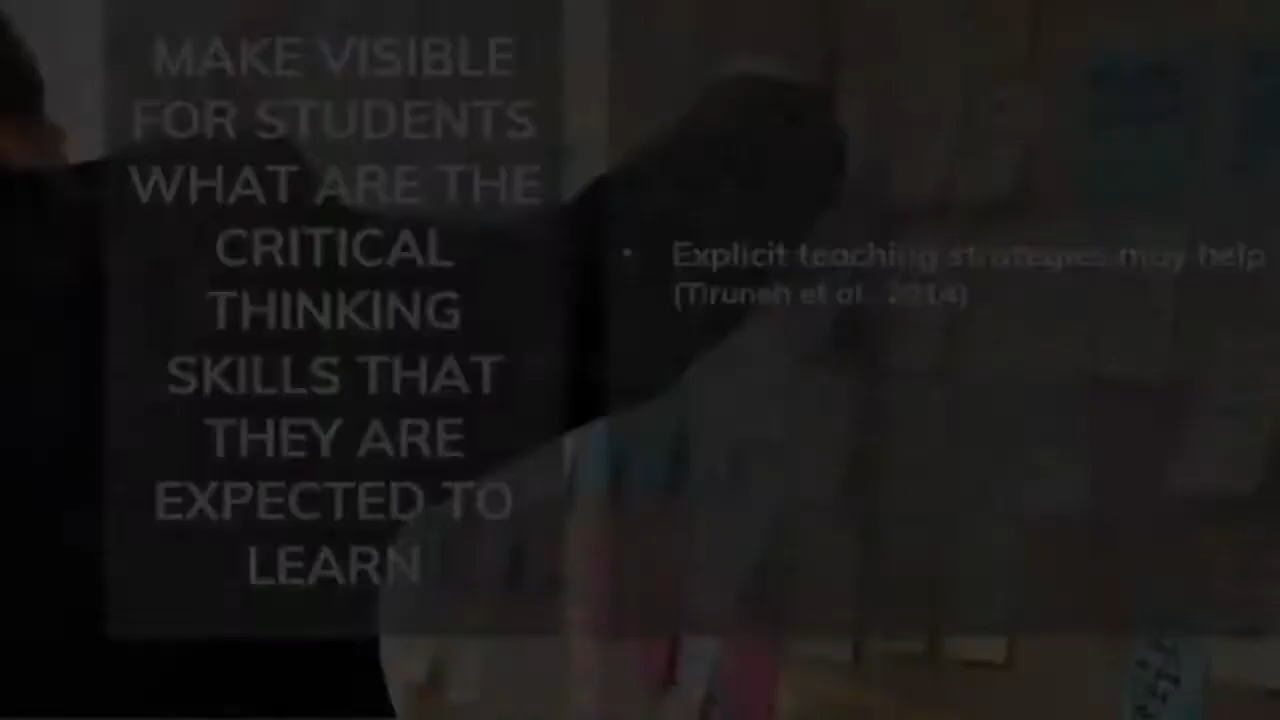 MAKE VISIBLE
FOR STUDENTS
WHAT ARE THE
CRITICAL
THINKING
SKILLS THAT
THEY ARE
EXPECTED TO
LEARN
• Explicit teaching strategies may help
(Tiruneh et al. 2014)